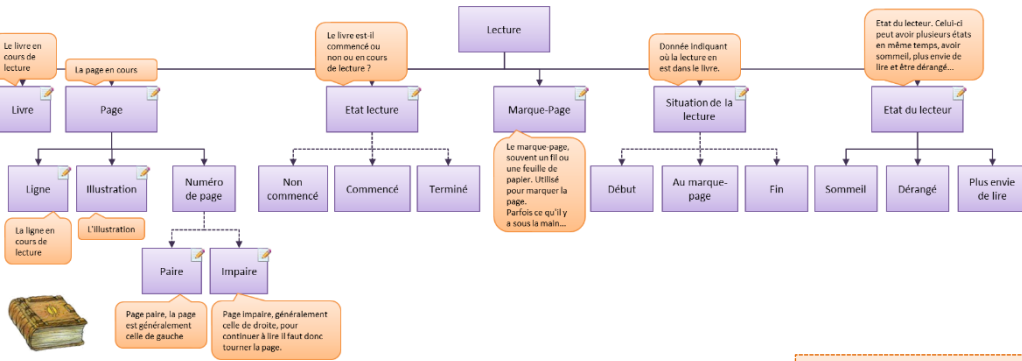 Lecture
Le livre en
cours de
lecture
La page en cours
Le livre est-il
commencé ou
non ou en cours
de lecture ?
Donnée indiquant
où la lecture en
est dans le livre.
Etat du lecteur. Celui-ci
peut avoir plusieurs états
en même temps, avoir
sommeil, plus envie de
lire et être dérangé...
Livre
Page
Etat lecture
Marque-Page
Situation de la
lecture
Etat du lecteur
Le marque-page,
souvent un fil ou
une feuille de
papier. Utilisé
pour marquer la
page.
Parfois ce qu'il y
a sous la main...
Ligne
Illustration
Numéro
de page
Non
commencé
Commencé
Terminé
Début
Au marque-
page
Fin
Sommeil
Dérangé
Plus envie
de lire
La ligne en
cours de
lecture
L'illustration
Paire
Impaire
Page paire, la page
est généralement
celle de gauche
Page impaire, généralement
celle de droite, pour
continuer à lire il faut donc
tourner la page.